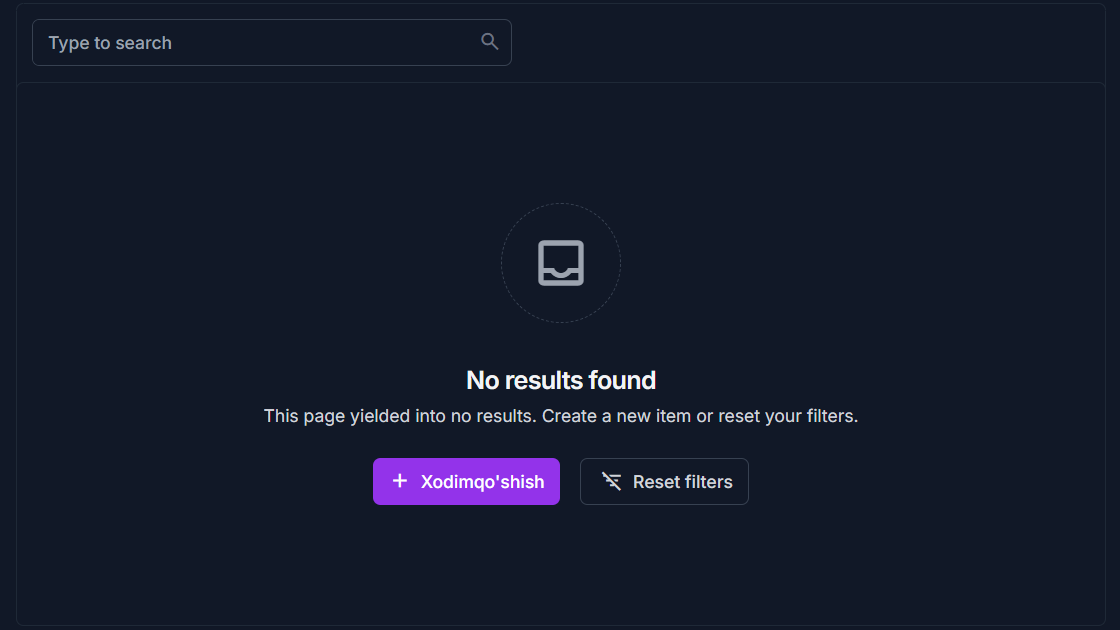 Type to search
No results found
This page yielded into no results. Create a new item or reset your filters.
Xodimqo'shish
Reset filters